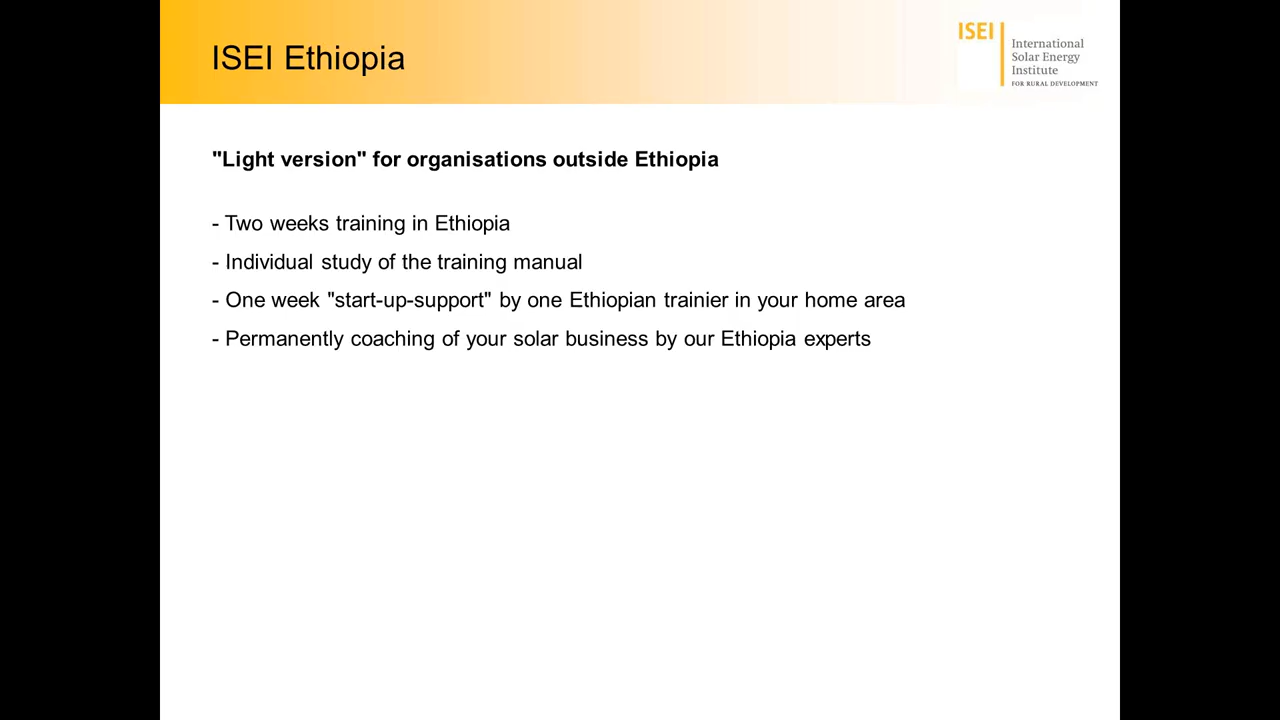 ISEI Ethiopia
ISEI
International
Solar Energy
Institute
FOR RURAL DEVELOPMENT
"Light version" for organisations outside Ethiopia
- Two weeks training in Ethiopia
- Individual study of the training manual
- One week "start-up-support" by one Ethiopian trainier in your home area
- Permanently coaching of your solar business by our Ethiopia experts